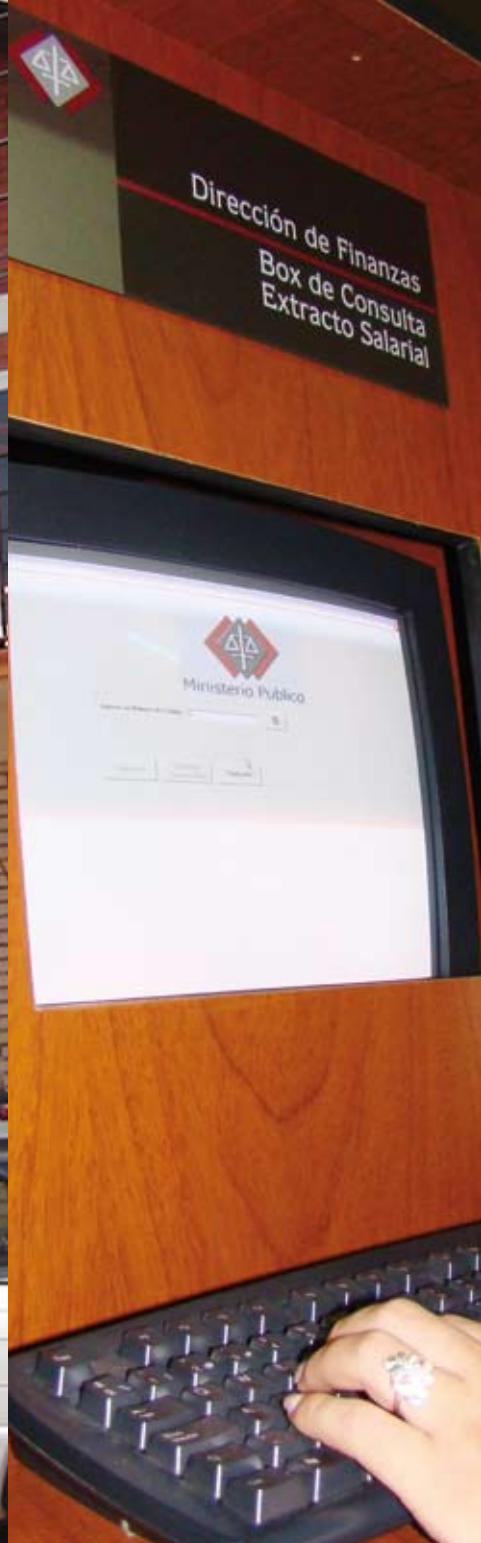 Dirección de Finanzas
Box de Consulta
Extracto Salarial
Ministerio Publico